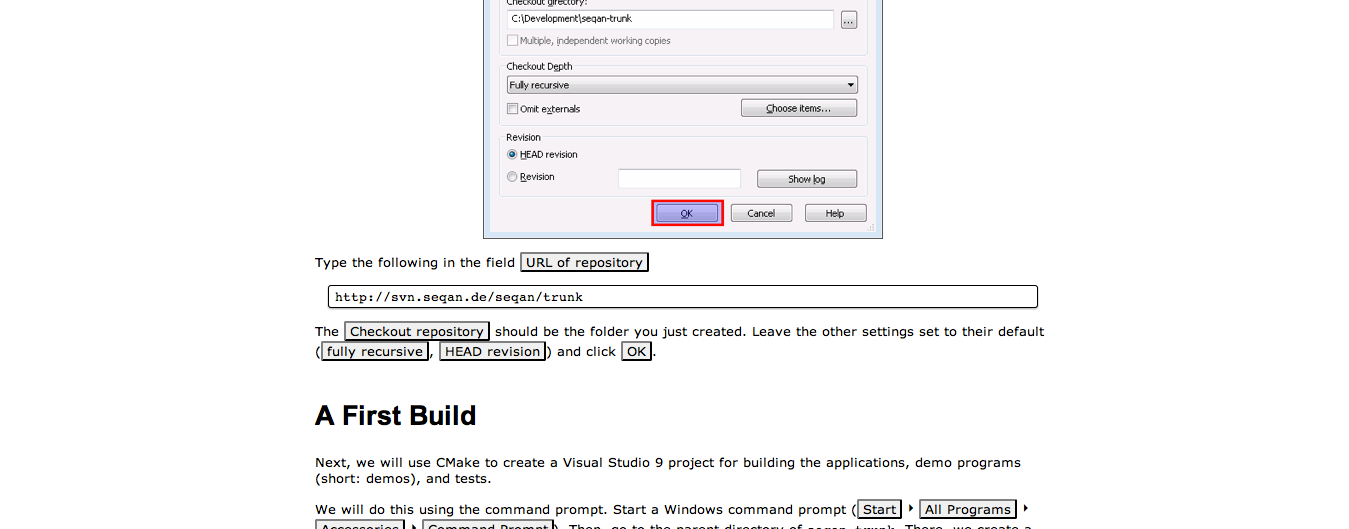 Checkout directory:
C:\Development\seqan-trunk
...
Multiple, independent working copies
Checkout Depth
Fully recursive
Omit externals
Choose items...
Revision
HEAD revision
Revision
Show log
OK
Cancel
Help
Type the following in the field URL of repository
http://svn.seqan.de/seqan/trunk
The Checkout repository should be the folder you just created. Leave the other settings set to their default
(fully recursive, HEAD revision) and click OK.
A First Build
Next, we will use CMake to create a Visual Studio 9 project for building the applications, demo programs
(short: demos), and tests.
We will do this using the command prompt. Start a Windows command prompt (Start ‣ All Programs ‣
Accessories ‣ Command Prompt). Then, go to the parent directory of seqan-trunk. There, we create a